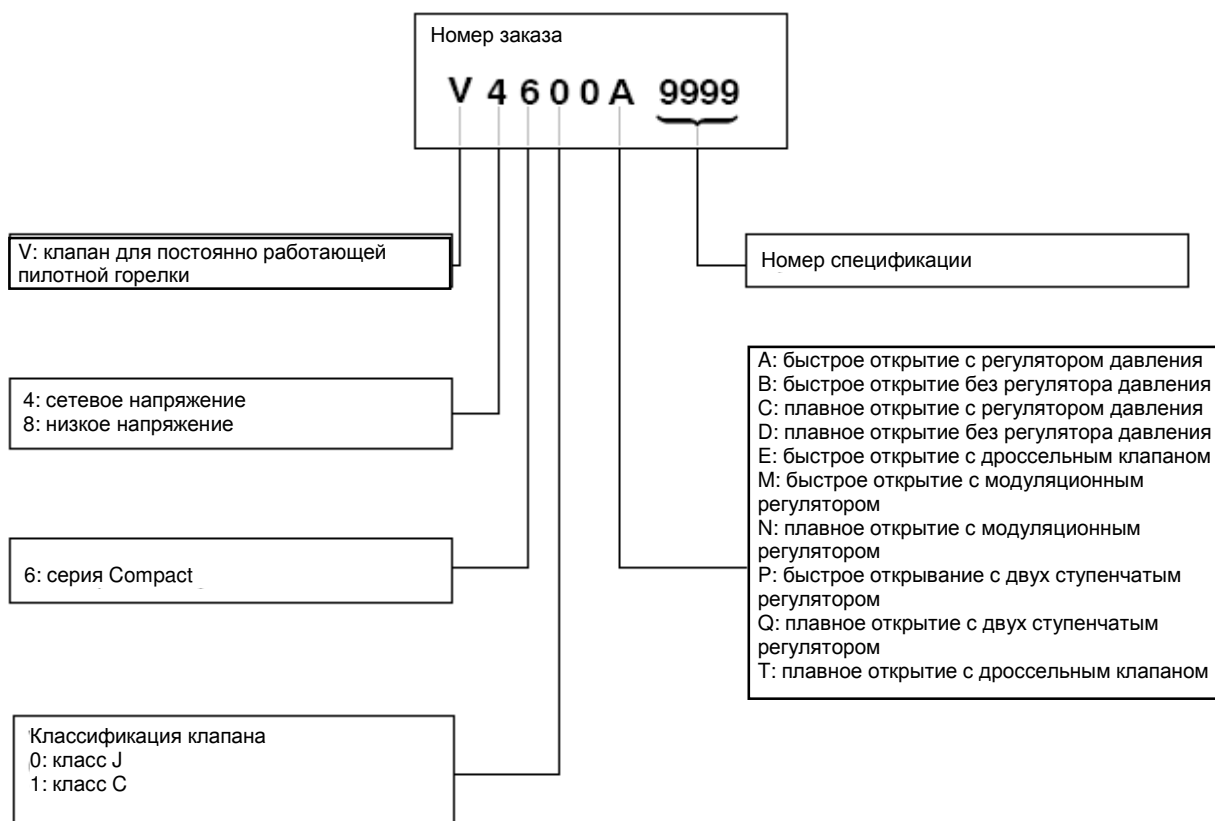 Номер заказа
V 4 6 0 0 A 9999
V: клапан для постоянно работающей
пилотной горелки
Номер спецификации
4: сетевое напряжение
8: низкое напряжение
A: быстрое открытие с регулятором давления
B: быстрое открытие без регулятора давления
C: плавное открытие с регулятором давления
D: плавное открытие без регулятора давления
E: быстрое открытие с дроссельным клапаном
M: быстрое открытие с модуляционным
регулятором
N: плавное открытие с модуляционным
регулятором
P: быстрое открывание с двух ступенчатым
регулятором
Q: плавное открытие с двух ступенчатым
регулятором
T: плавное открытие с дроссельным клапаном
6: серия Compact
Классификация клапана
0: класс J
1: класс C